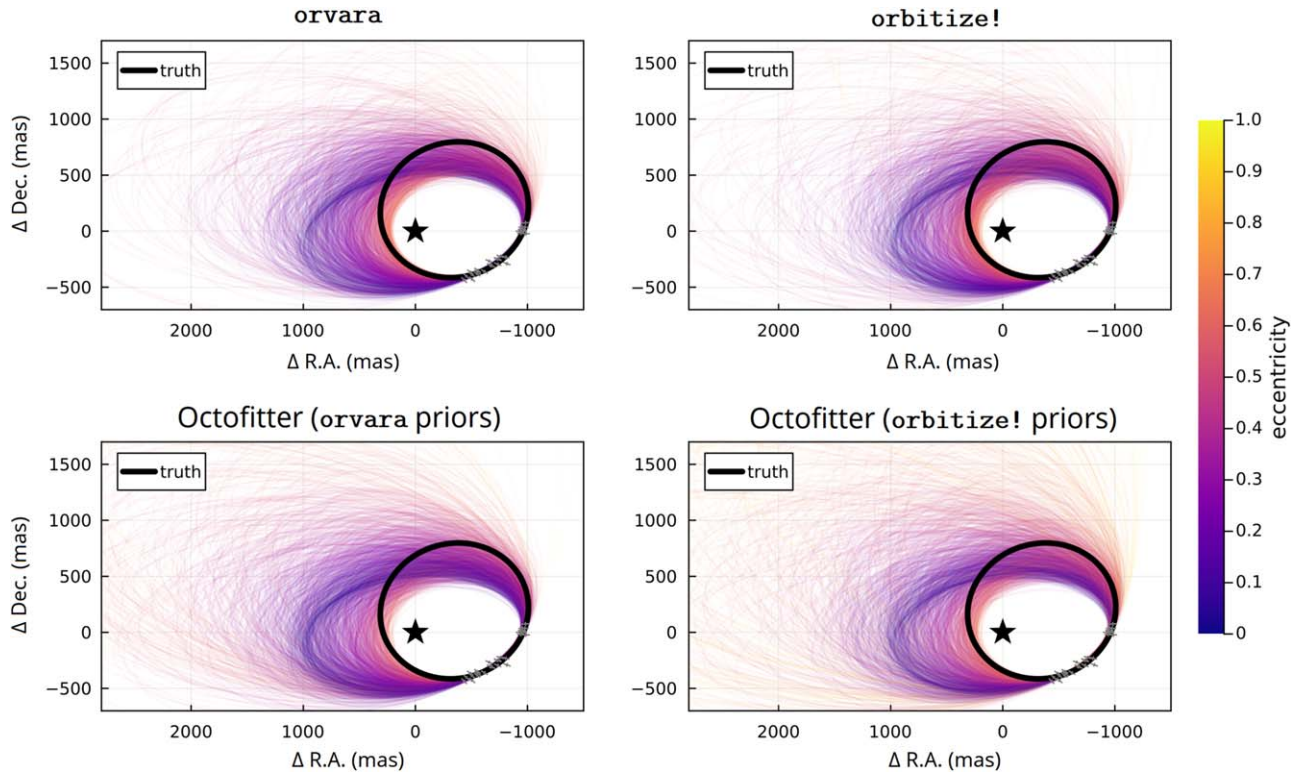 orvara
orbitize!
truth
truth
1500
1000
500
0
−500
Δ Dec. (mas)
2000 1000 0 −1000
Δ R.A. (mas)
1500
1000
500
0
−500
2000 1000 0 −1000
Δ R.A. (mas)
1.0
0.9
0.8
0.7
0.6
0.5
0.4
0.3
0.2
0.1
0
eccentricity
Octofitter (orvara priors)
Octofitter (orbitize! priors)
truth
truth
1500
1000
500
0
−500
Δ Dec. (mas)
2000 1000 0 −1000
Δ R.A. (mas)
1500
1000
500
0
−500
2000 1000 0 −1000
Δ R.A. (mas)